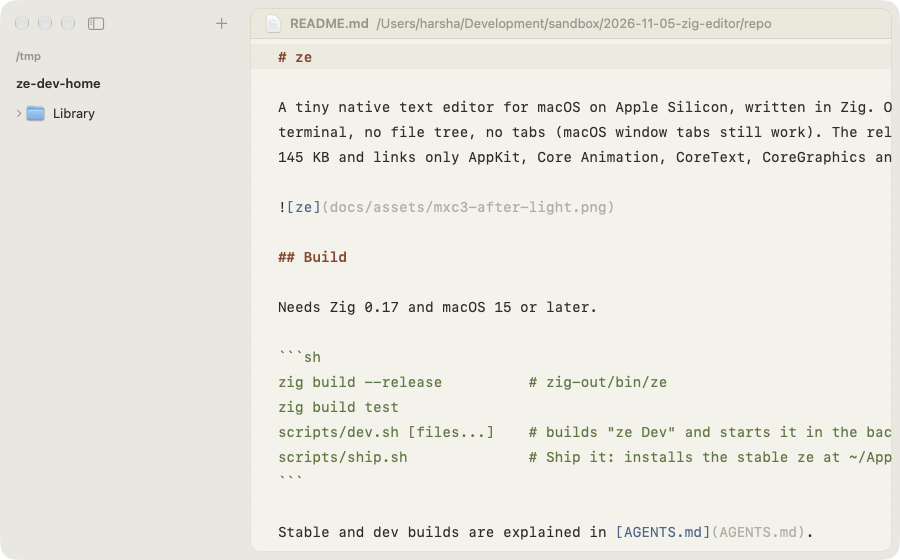 /tmp
ze-dev-home
Library
README.md /Users/harsha/Development/sandbox/2026-11-05-zig-editor/repo
# ze
A tiny native text editor for macOS on Apple Silicon, written in Zig. O
terminal, no file tree, no tabs (macOS window tabs still work). The rel
145 KB and links only AppKit, Core Animation, CoreText, CoreGraphics an
![ze](docs/assets/mxc3-after-light.png)
## Build
Needs Zig 0.17 and macOS 15 or later.
```sh
zig build --release          # zig-out/bin/ze
zig build test
scripts/dev.sh [files...]    # builds "ze Dev" and starts it in the bac
scripts/ship.sh              # Ship it: installs the stable ze at ~/App
```
Stable and dev builds are explained in [AGENTS.md](AGENTS.md).